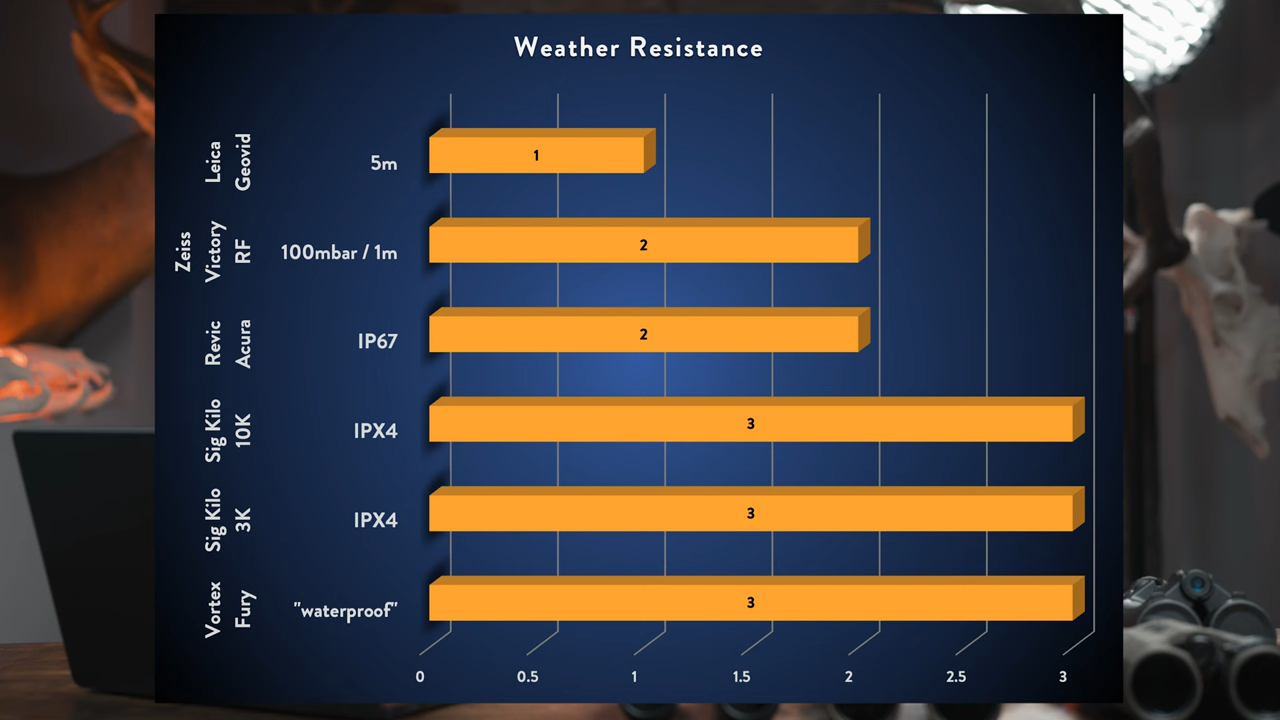 Weather Resistance
Leica
Geovid
5m
1
Zeiss
Victory
RF
100mbar / 1m
2
Revic
Acura
IP67
2
Sig Kilo
10K
IPX4
3
Sig Kilo
3K
IPX4
3
Vortex
Fury
"waterproof"
3
0 0.5 1 1.5 2 2.5 3